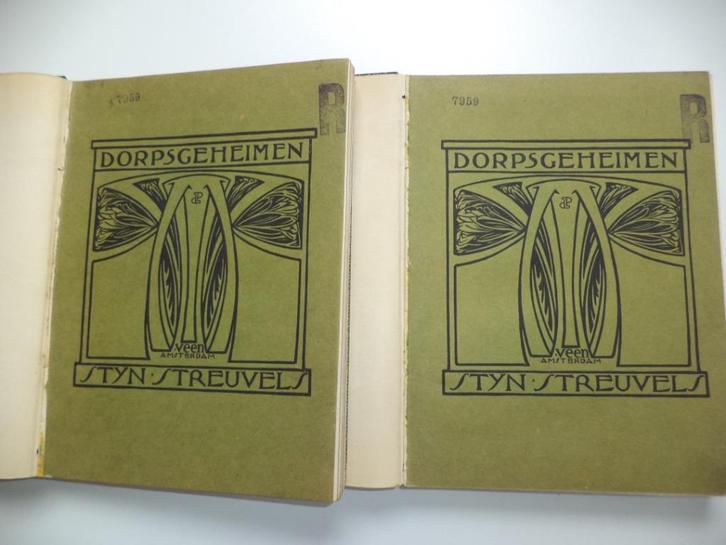 7959
R
DORPSGEHEIMEN
Veen
AMSTERDAM
STYN·STREUVELS
7959
R
DORPSGEHEIMEN
Veen
AMSTERDAM
STYN·STREUVELS